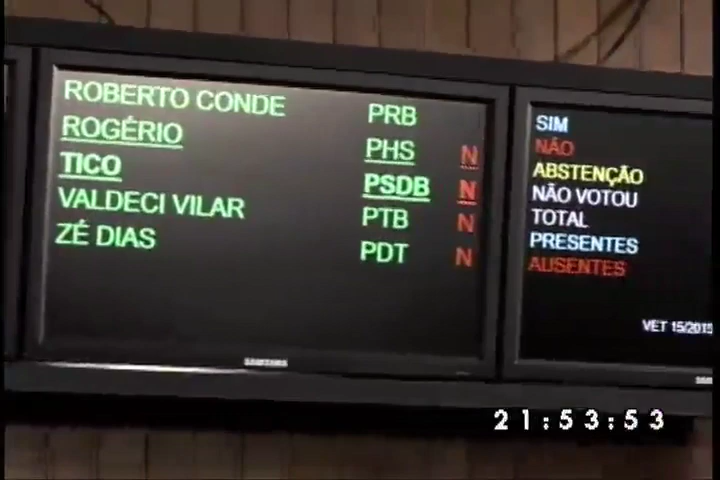 ROBERTO CONDE PRB
ROGÉRIO PHS N
TICO PSDB N
VALDECI VILAR PTB N
ZÉ DIAS PDT N
SAMSUNG
SIM
NÃO
ABSTENÇÃO
NÃO VOTOU
TOTAL
PRESENTES
AUSENTES
VET 15/2015
21:53:53